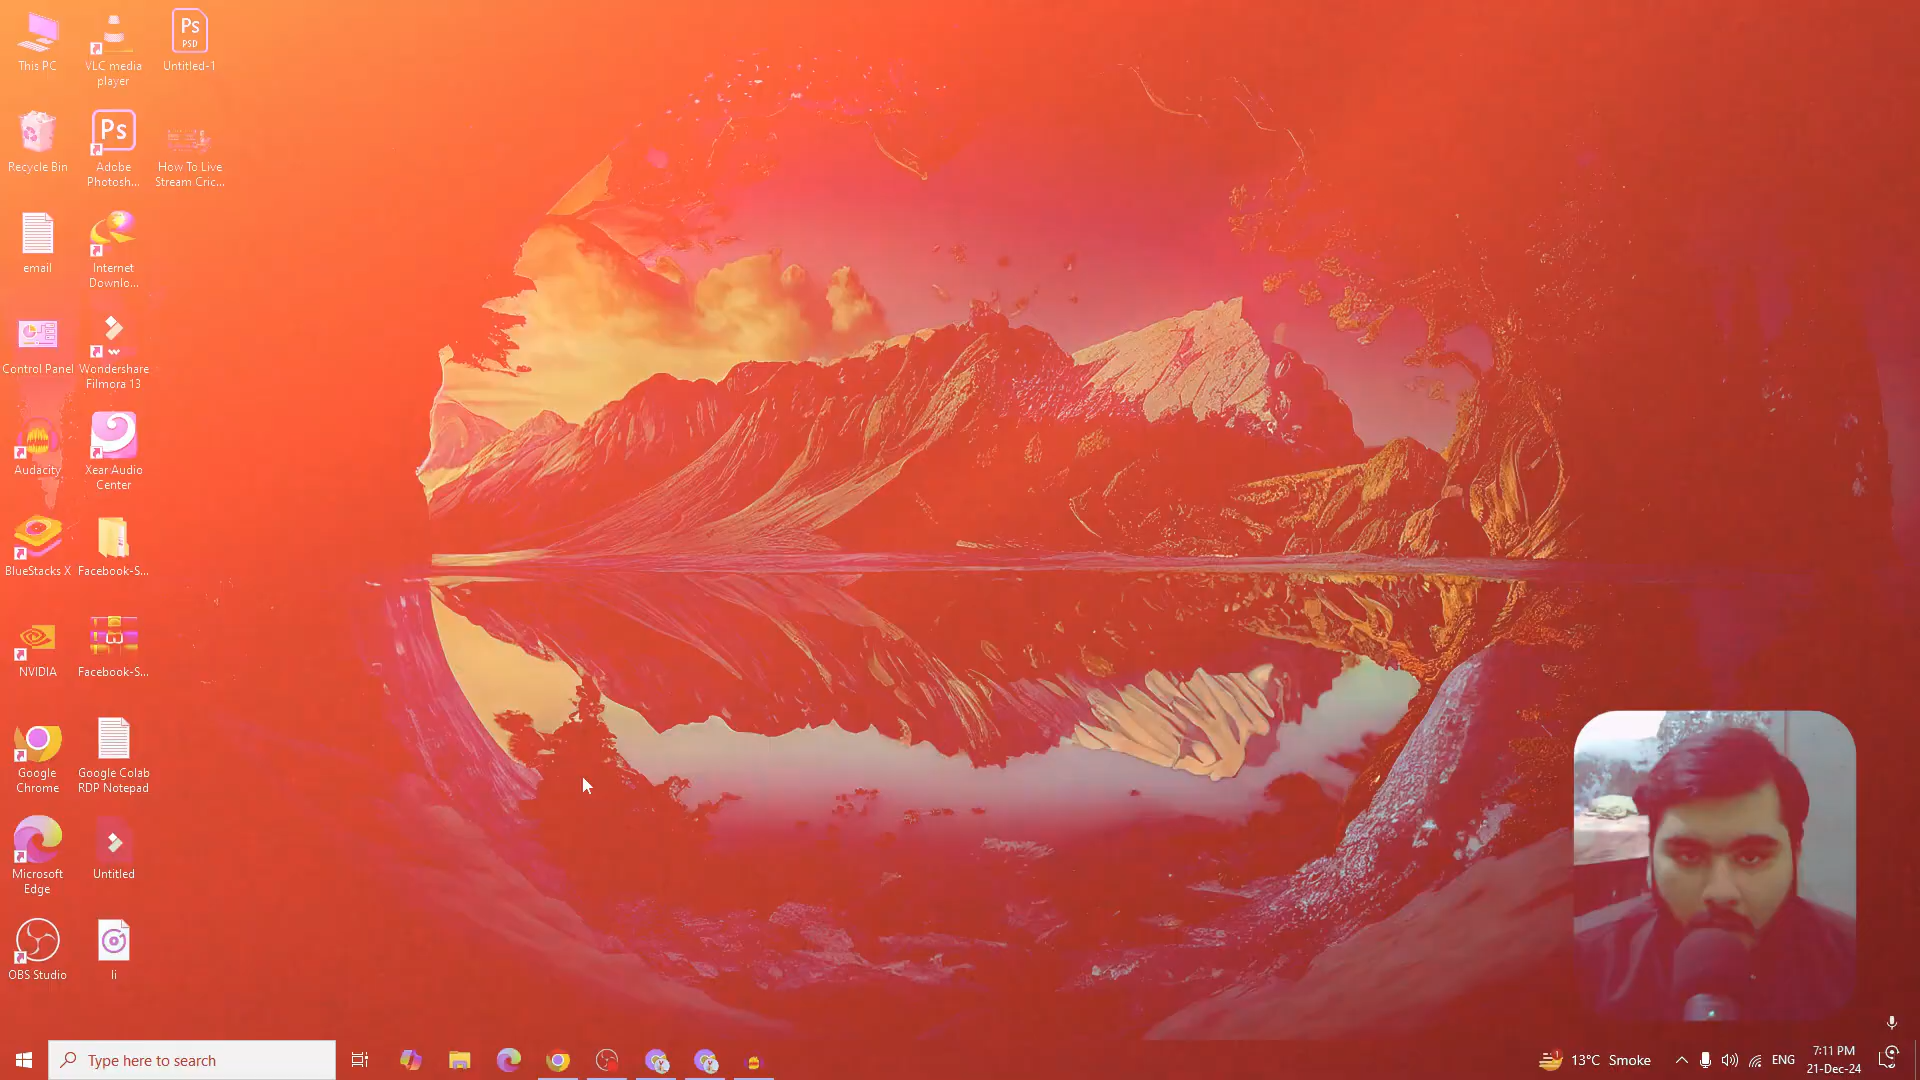 This PC
VLC media
player
Ps
PSD
Untitled-1
Recycle Bin
Ps
Adobe
Photosh...
How To Live
Stream Cric...
email
Internet
Downlo...
Control Panel
Wondershare
Filmora 13
Audacity
Xear Audio
Center
BlueStacks X
Facebook-S...
NVIDIA
Facebook-S...
Google
Chrome
Google Colab
RDP Notepad
Microsoft
Edge
Untitled
OBS Studio
li
Type here to search
13°C Smoke
ENG
7:11 PM
21-Dec-24